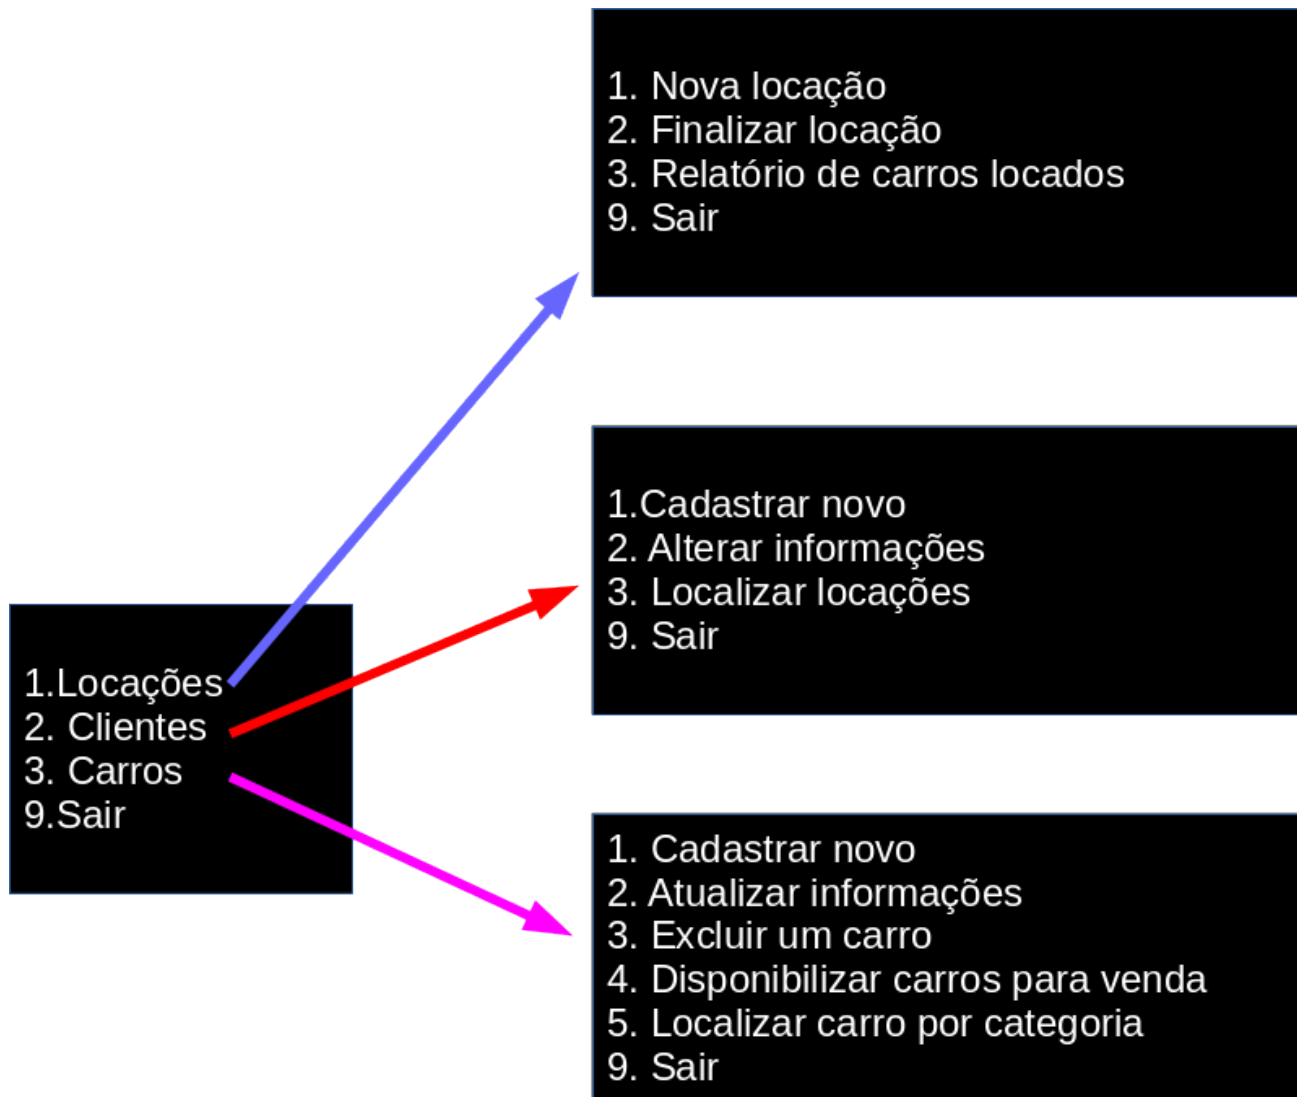 1. Nova locação
2. Finalizar locação
3. Relatório de carros locados
9. Sair
1.Cadastrar novo
2. Alterar informações
3. Localizar locações
9. Sair
1.Locações
2. Clientes
3. Carros
9.Sair
1. Cadastrar novo
2. Atualizar informações
3. Excluir um carro
4. Disponibilizar carros para venda
5. Localizar carro por categoria
9. Sair